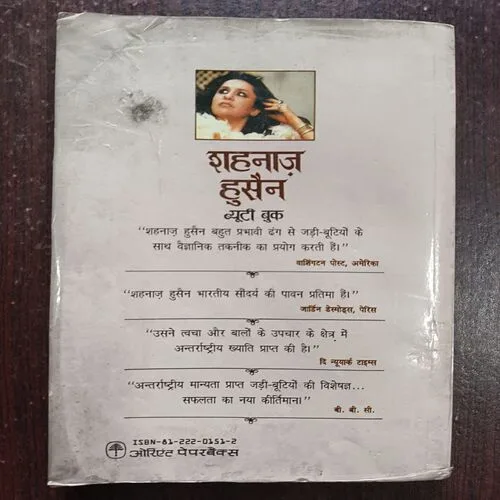 शहनाज़
हुसैन
ब्यूटी बुक
"शहनाज़ हुसैन बहुत प्रभावी ढंग से जड़ी-बूटियों के
साथ वैज्ञानिक तकनीक का प्रयोग करती हैं।"
वाशिंगटन पोस्ट, अमेरिका
"शहनाज़ हुसैन भारतीय सौंदर्य की पावन प्रतिमा हैं।"
जार्डिन डेस्मोड्स, पेरिस
"उसने त्वचा और बालों के उपचार के क्षेत्र में
अन्तर्राष्ट्रीय ख्याति प्राप्त की है।"
दि न्यूयार्क टाइम्स
"अन्तर्राष्ट्रीय मान्यता प्राप्त जड़ी-बूटियों की विशेषज्ञ...
सफलता का नया कीर्तिमान।"
बी. बी. सी.
ISBN-81-222-0151-2
ओरिएंट पेपरबैक्स